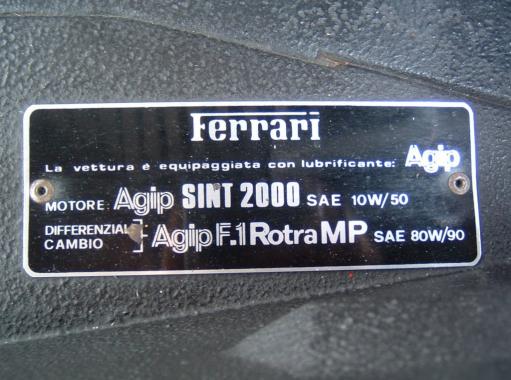 Ferrari
La vettura è equipaggiata con lubrificante: Agip
MOTORE: Agip SINT 2000 SAE 10W/50
DIFFERENZIALE
CAMBIO
Agip F.1 Rotra MP SAE 80W/90